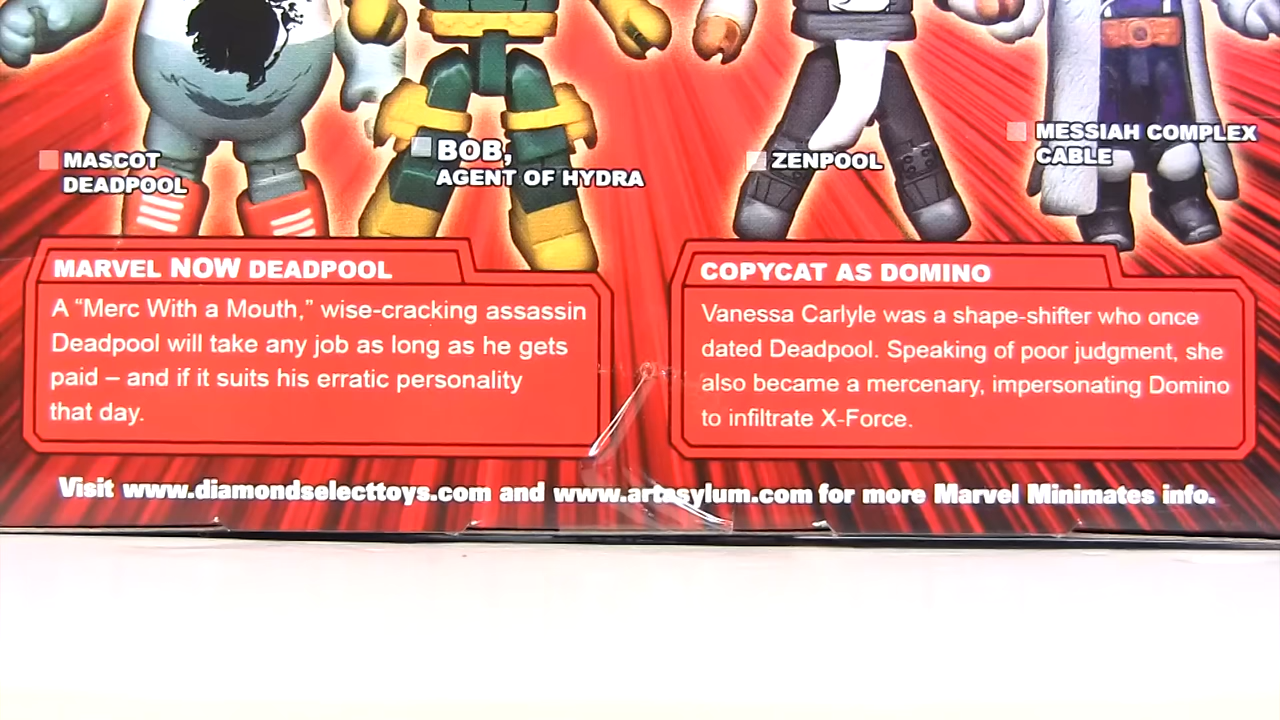 MASCOT
DEADPOOL
BOB,
AGENT OF HYDRA
ZENPOOL
MESSIAH COMPLEX
CABLE
MARVEL NOW DEADPOOL
A “Merc With a Mouth,” wise-cracking assassin
Deadpool will take any job as long as he gets
paid – and if it suits his erratic personality
that day.
COPYCAT AS DOMINO
Vanessa Carlyle was a shape-shifter who once
dated Deadpool. Speaking of poor judgment, she
also became a mercenary, impersonating Domino
to infiltrate X-Force.
Visit www.diamondselecttoys.com and www.artasylum.com for more Marvel Minimates info.